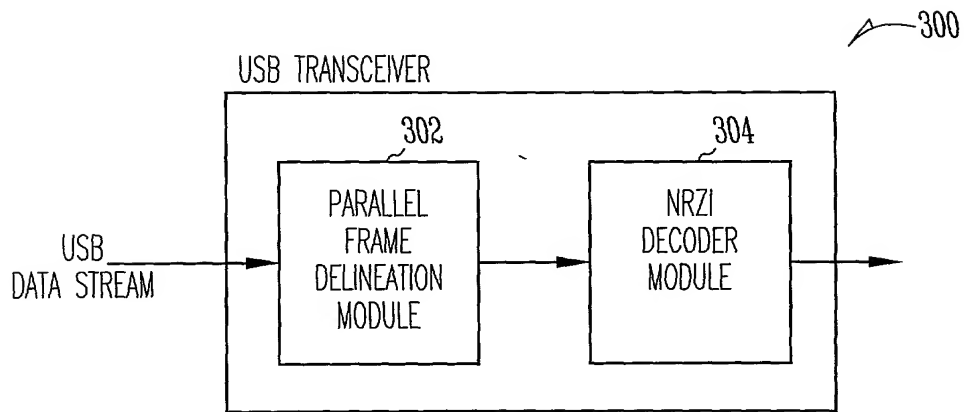 300
USB TRANSCEIVER
302
304
PARALLEL
FRAME
DELINEATION
MODULE
NRZI
DECODER
MODULE
USB
DATA STREAM